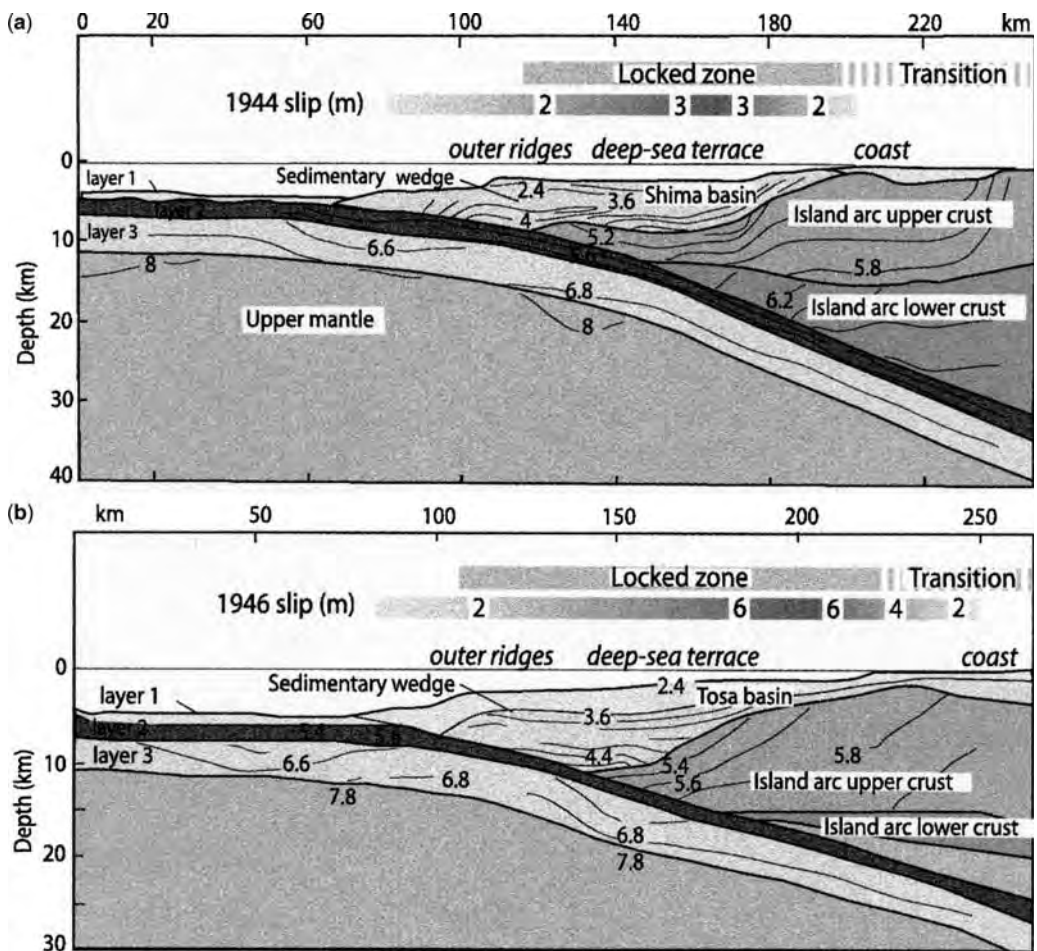 (a)
0 20 60 100 140 180 220 km
Locked zone Transition
1944 slip (m) 2 3 3 2
outer ridges deep-sea terrace coast
0
layer 1 Sedimentary wedge 2.4 3.6 Shima basin
layer 2
4
layer 3 6.6 5.2 Island arc upper crust
10
5.8
8 6.8 6.2 Island arc lower crust
Upper mantle 8
20
30
40
Depth (km)
(b)
km 50 100 150 200 250
Locked zone Transition
1946 slip (m) 2 6 6 4 2
outer ridges deep-sea terrace coast
0
layer 1 Sedimentary wedge 2.4 Tosa basin
3.6
layer 2 5.4 5.8
layer 3 6.6 6.8 4.4 5.4 5.8
10
5.6 Island arc upper crust
7.8
6.8 Island arc lower crust
20
7.8
30
Depth (km)